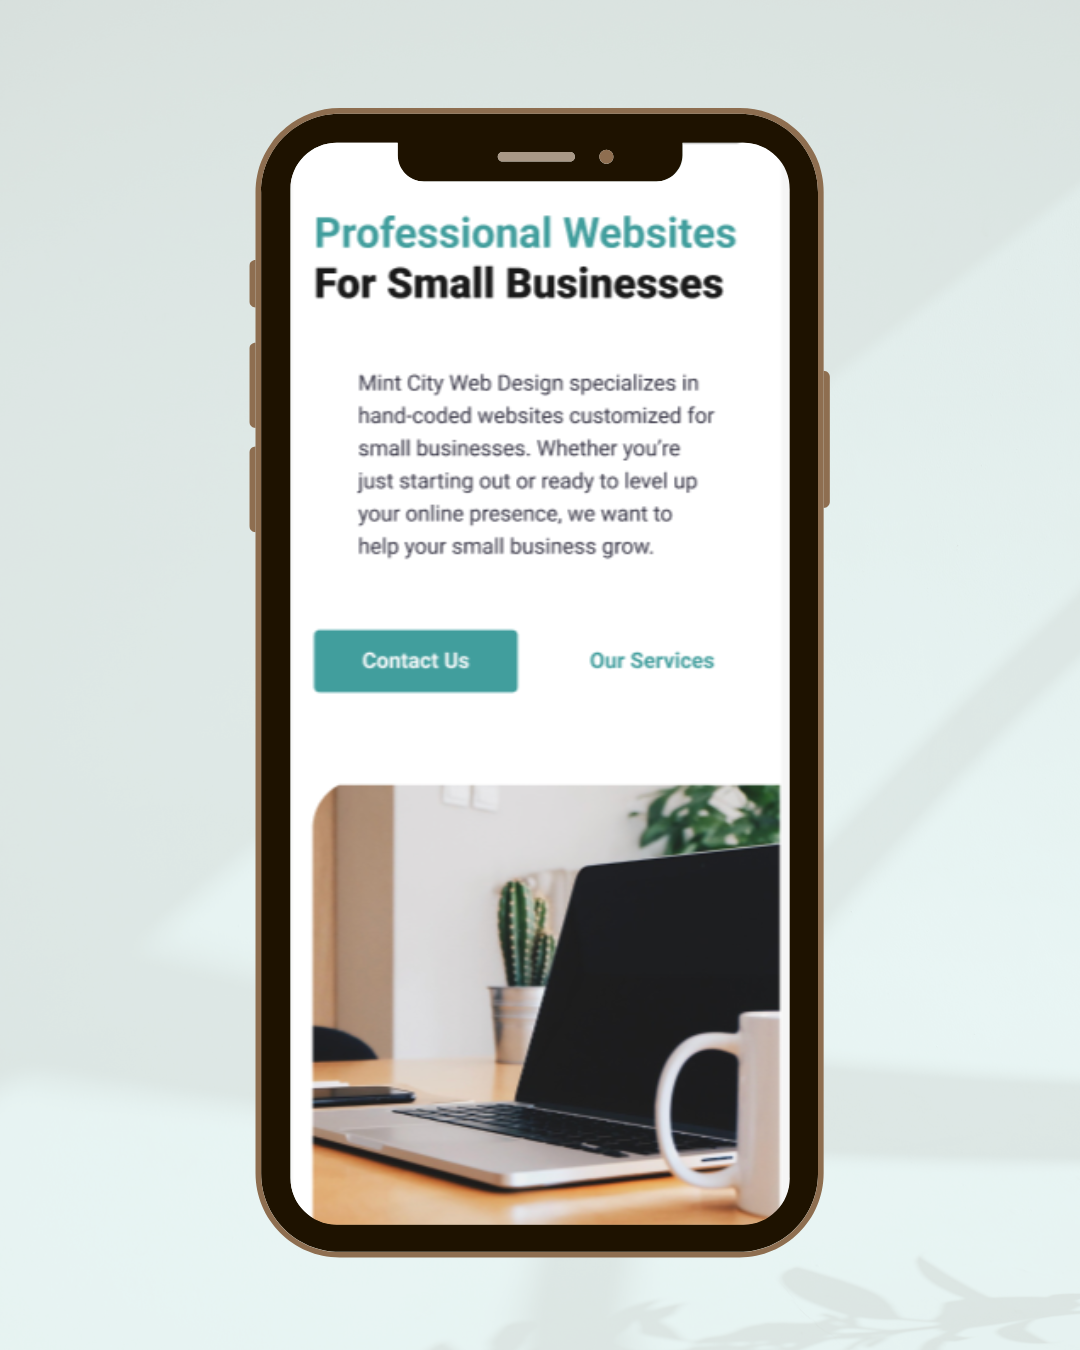 Professional Websites
For Small Businesses
Mint City Web Design specializes in
hand-coded websites customized for
small businesses. Whether you’re
just starting out or ready to level up
your online presence, we want to
help your small business grow.
Contact Us
Our Services